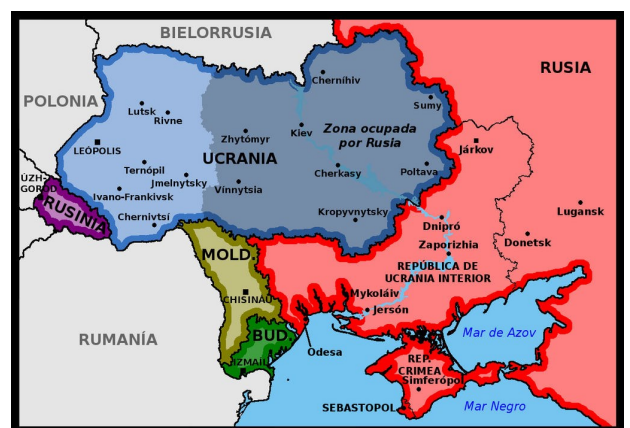 BIELORRUSIA
RUSIA
POLONIA
Cherníhiv
Sumy
Lutsk
Rivne
Kiev
Zona ocupada
por Rusia
Zhytómyr
LEÓPOLIS
UCRANIA
Járkov
Ternópil
Jmelnytsky
Vínnytsia
Cherkasy
Poltava
ÚZH-
GOROD
Ivano-Frankivsk
RUSINIA
Chernivtsí
Kropyvnytsky
Lugansk
Dnipró
Donetsk
Zaporizhia
MOLD.
REPÚBLICA DE
UCRANIA INTERIOR
CHISINAU
Mykoláiv
Jersón
BUD.
Mar de Azov
RUMANÍA
Odesa
IZMAIL
REP.
CRIMEA
Simferópol
SEBASTOPOL
Mar Negro